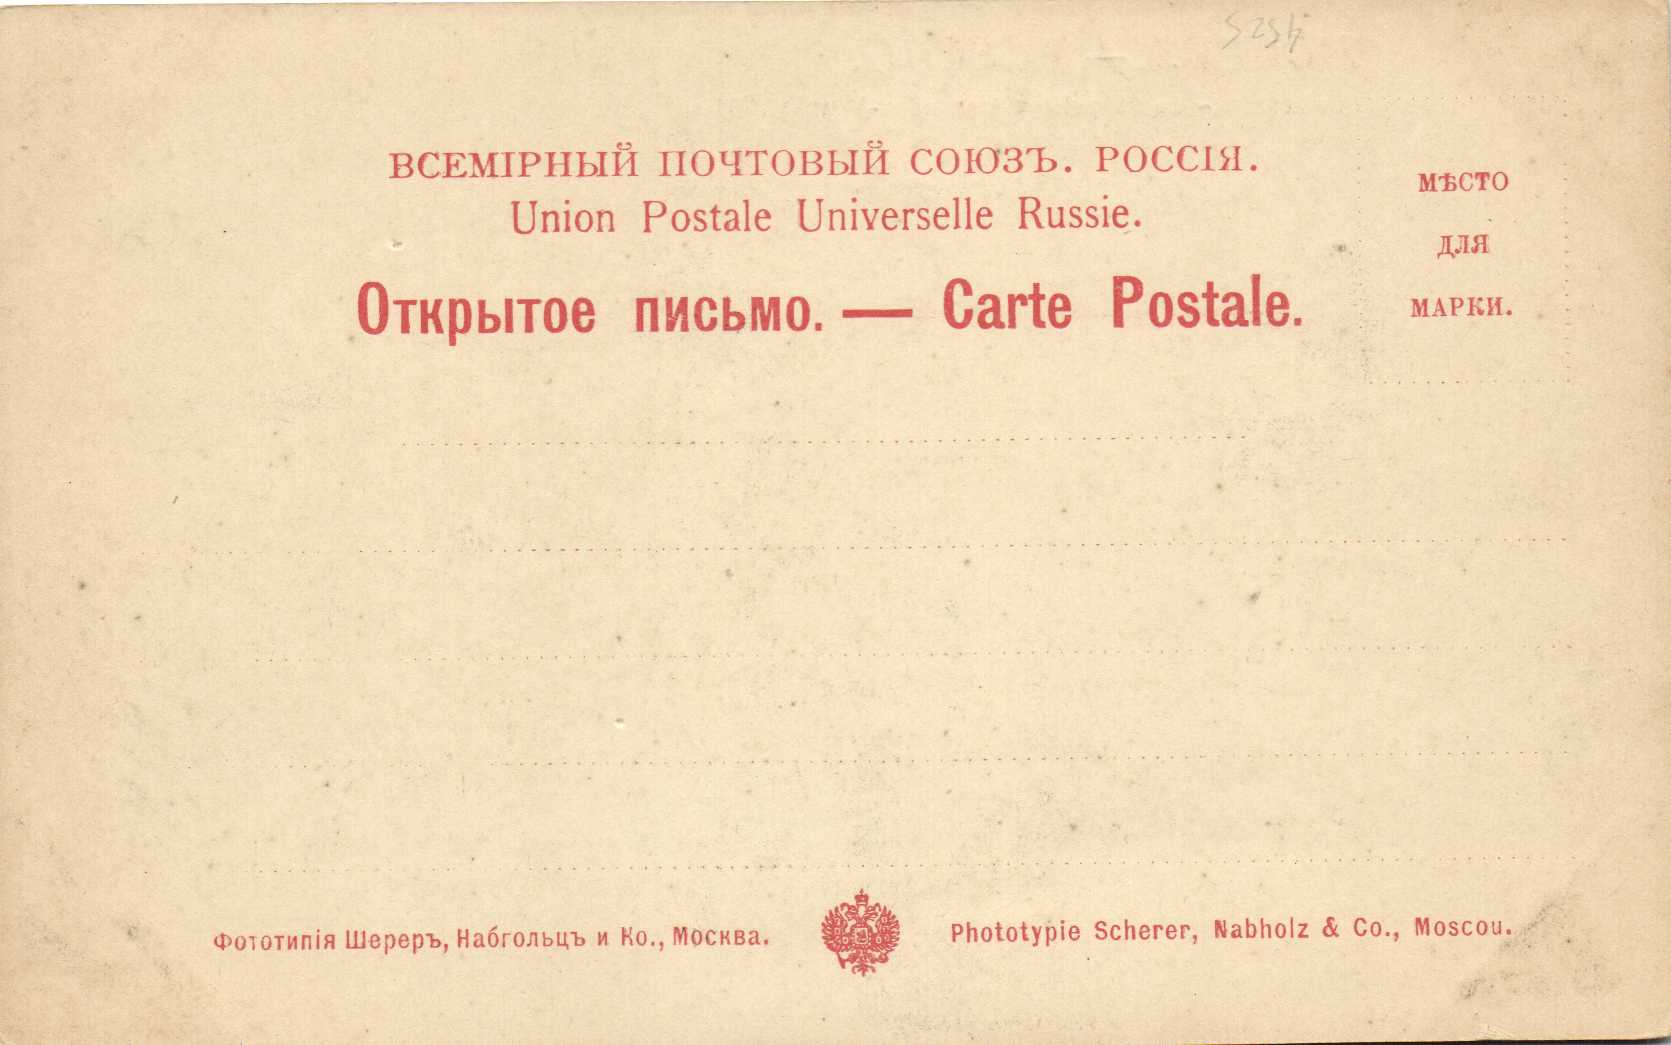 ВСЕМІРНЫЙ ПОЧТОВЫЙ СОЮЗЪ. РОССІЯ.
Union Postale Universelle Russie.
Открытое письмо. — Carte Postale.
МѢСТО
ДЛЯ
МАРКИ.
Фототипія Шереръ, Набгольцъ и Ко., Москва.
Phototypie Scherer, Nabholz & Co., Moscou.